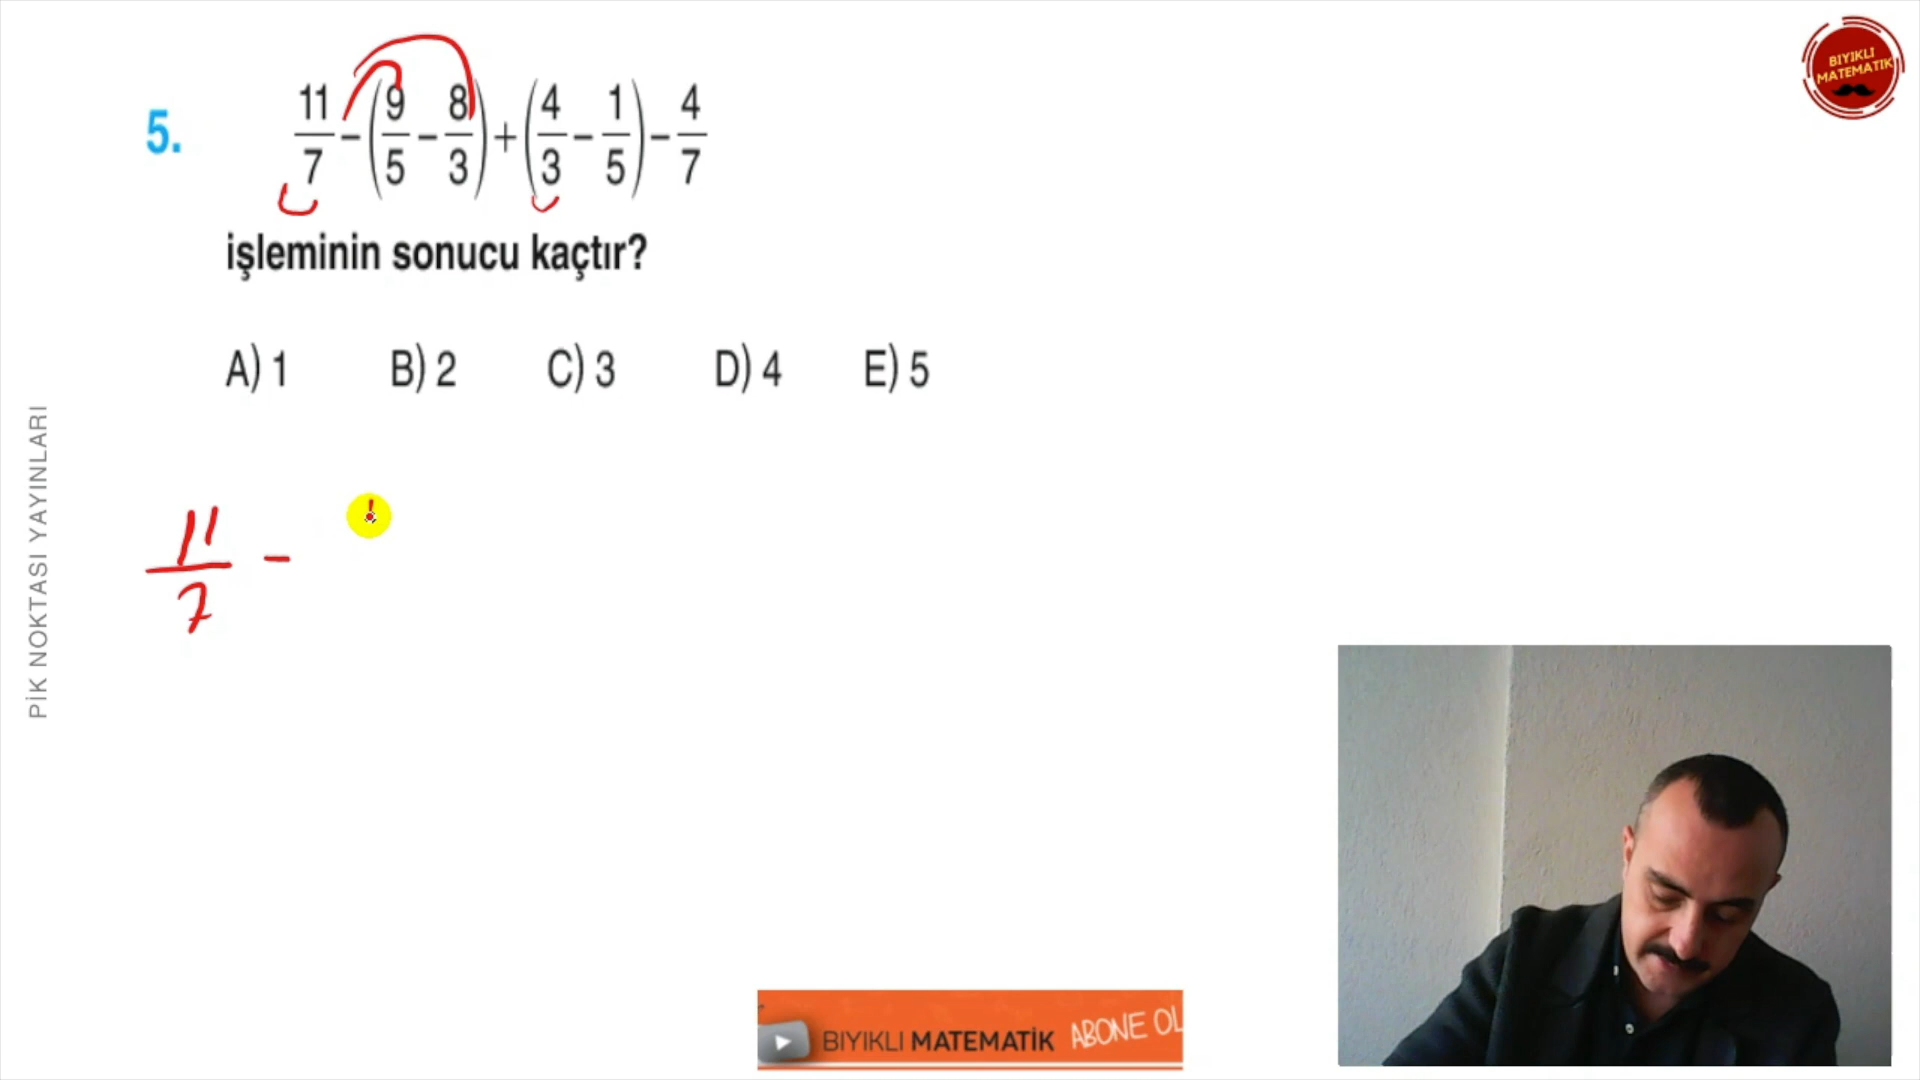 BIYIKLI
MATEMATIK
5. 11/7 - (9/5 - 8/3) + (4/3 - 1/5) - 4/7
işleminin sonucu kaçtır?
A) 1 B) 2 C) 3 D) 4 E) 5
PİK NOKTASI YAYINLARI
11/7 -
BIYIKLI MATEMATİK ABONE OL